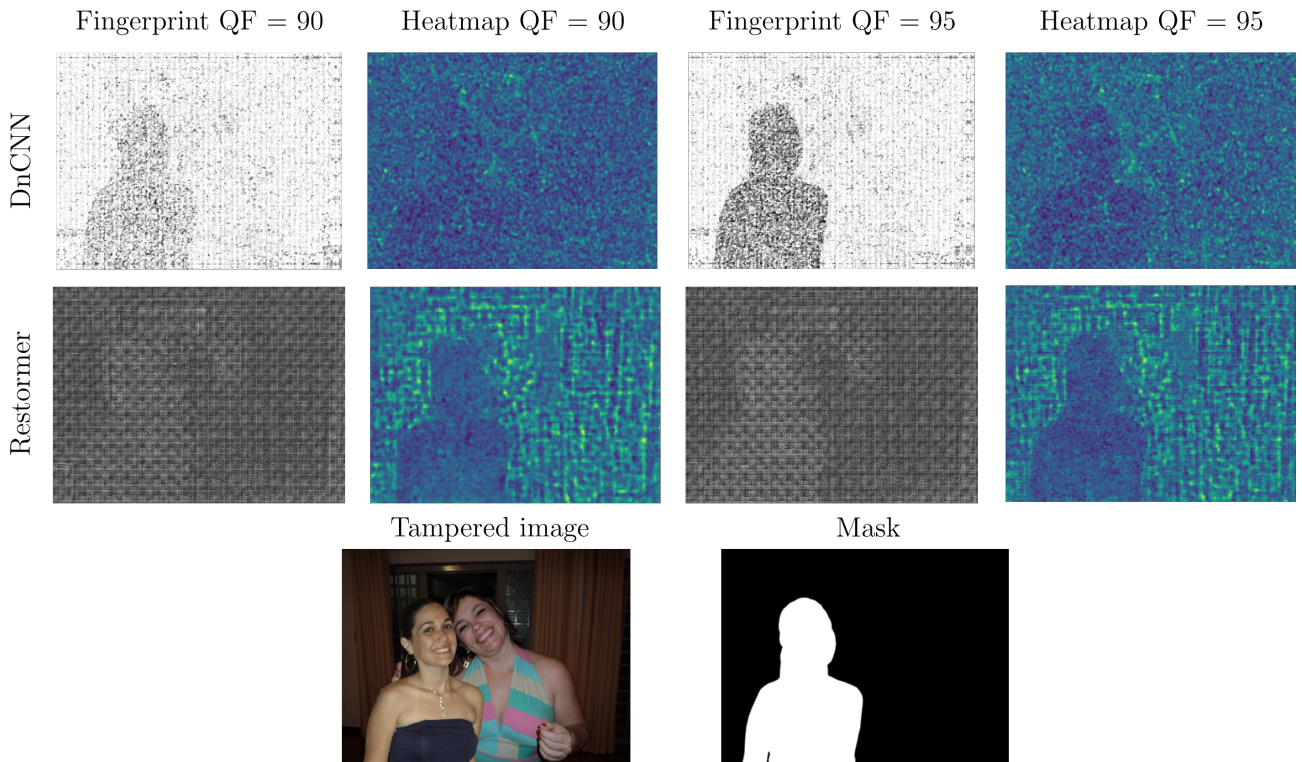 Fingerprint QF = 90
Heatmap QF = 90
Fingerprint QF = 95
Heatmap QF = 95
DnCNN
Restormer
Tampered image
Mask